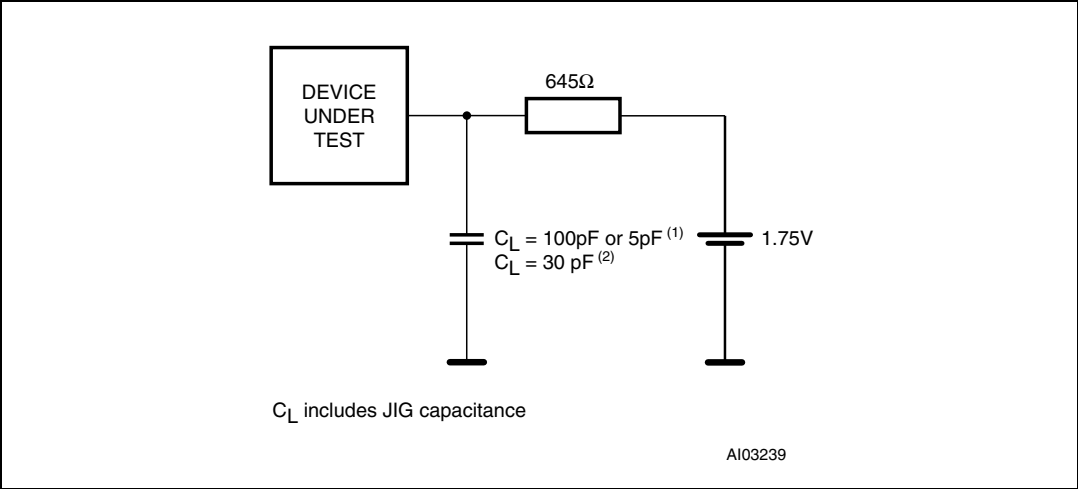 DEVICE
UNDER
TEST
645Ω
CL = 100pF or 5pF (1)
CL = 30 pF (2)
1.75V
CL includes JIG capacitance
AI03239